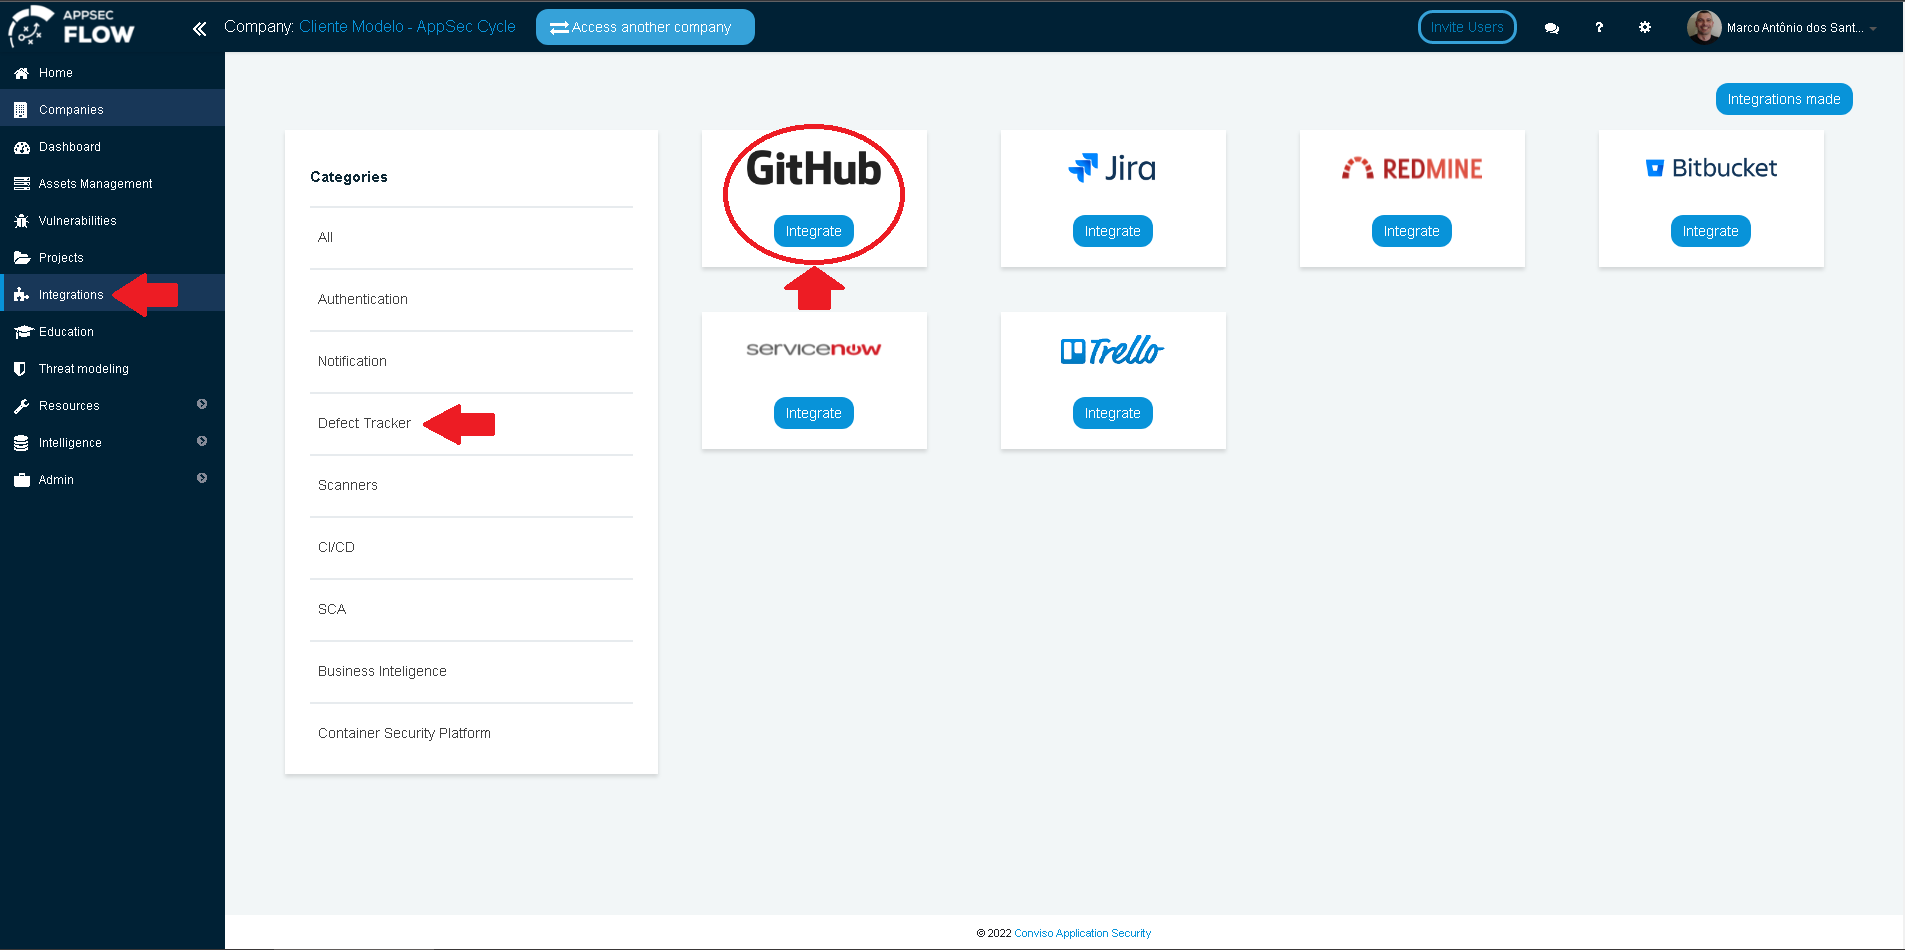 APPSEC
FLOW
Company: Cliente Modelo - AppSec Cycle
Access another company
Invite Users
?
Marco Antônio dos Sant...
Home
Companies
Dashboard
Assets Management
Vulnerabilities
Projects
Integrations
Education
Threat modeling
Resources
Intelligence
Admin
Integrations made
Categories
All
Authentication
Notification
Defect Tracker
Scanners
CI/CD
SCA
Business Inteligence
Container Security Platform
GitHub
Integrate
Jira
Integrate
REDMINE
Integrate
Bitbucket
Integrate
servicenow
Integrate
Trello
Integrate
© 2022 Conviso Application Security